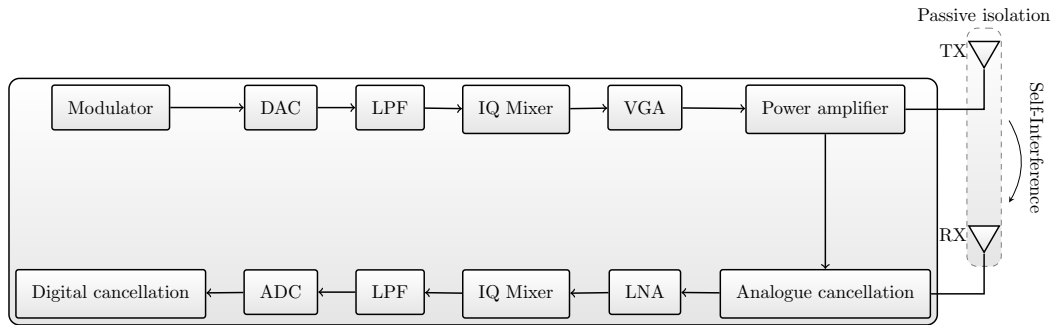 Passive isolation
TX
Modulator
DAC
LPF
IQ Mixer
VGA
Power amplifier
Self-Interference
RX
Digital cancellation
ADC
LPF
IQ Mixer
LNA
Analogue cancellation